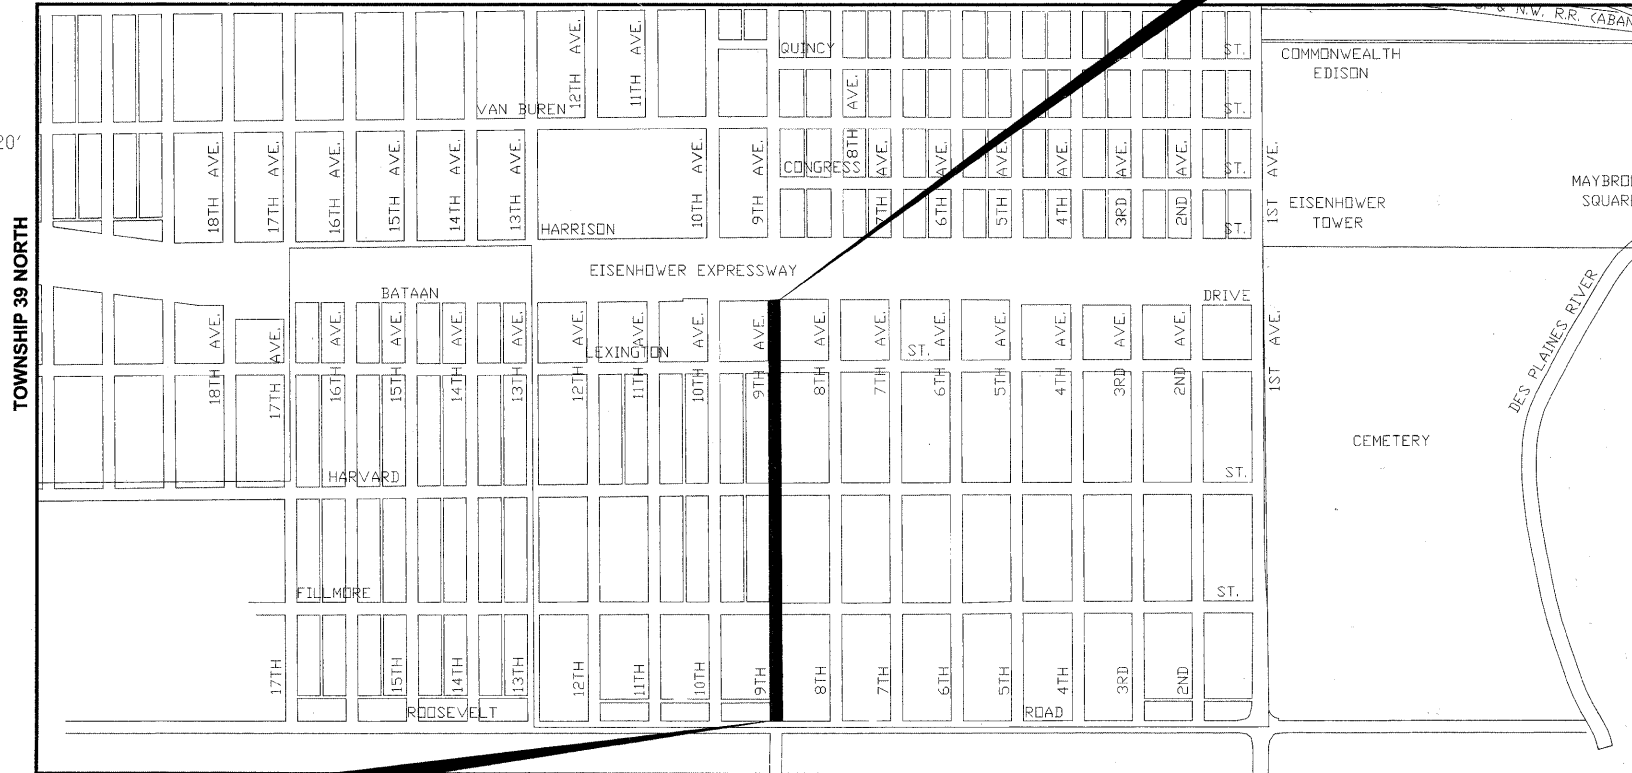 & N.W. R.R. (ABAN
QUINCY
ST.
COMMONWEALTH
EDISON
12TH AVE.
11TH AVE.
8TH AVE.
VAN BUREN
ST.
20'
18TH AVE.
17TH AVE.
16TH AVE.
15TH AVE.
14TH AVE.
13TH AVE.
10TH AVE.
9TH AVE.
CONGRESS
ST.
7TH AVE.
6TH AVE.
5TH AVE.
4TH AVE.
3RD AVE.
2ND AVE.
1ST AVE.
MAYBRO
SQUAR
EISENHOWER
TOWER
HARRISON
ST.
TOWNSHIP 39 NORTH
EISENHOWER EXPRESSWAY
BATAAN
DRIVE
DES PLAINES RIVER
LEXINGTON
ST.
18TH AVE.
17TH AVE.
16TH AVE.
15TH AVE.
14TH AVE.
13TH AVE.
12TH AVE.
11TH AVE.
10TH AVE.
9TH AVE.
8TH AVE.
7TH AVE.
6TH AVE.
5TH AVE.
4TH AVE.
3RD AVE.
2ND AVE.
1ST AVE.
CEMETERY
HARVARD
ST.
FILLMORE
ST.
17TH
15TH
14TH
13TH
12TH
11TH
10TH
9TH
8TH
7TH
6TH
5TH
4TH
3RD
2ND
ROOSEVELT
ROAD